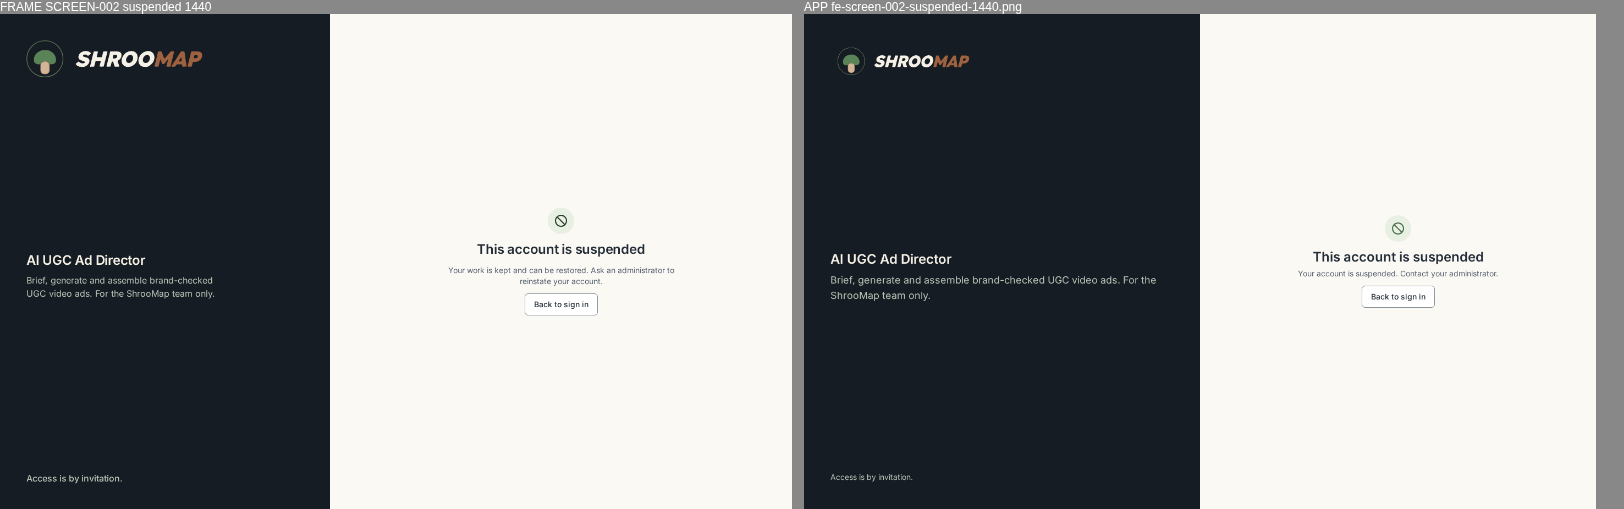 FRAME SCREEN-002 suspended 1440
SHROOMAP
AI UGC Ad Director
Brief, generate and assemble brand-checked
UGC video ads. For the ShrooMap team only.
Access is by invitation.
This account is suspended
Your work is kept and can be restored. Ask an administrator to
reinstate your account.
Back to sign in
APP fe-screen-002-suspended-1440.png
SHROOMAP
AI UGC Ad Director
Brief, generate and assemble brand-checked UGC video ads. For the
ShrooMap team only.
Access is by invitation.
This account is suspended
Your account is suspended. Contact your administrator.
Back to sign in